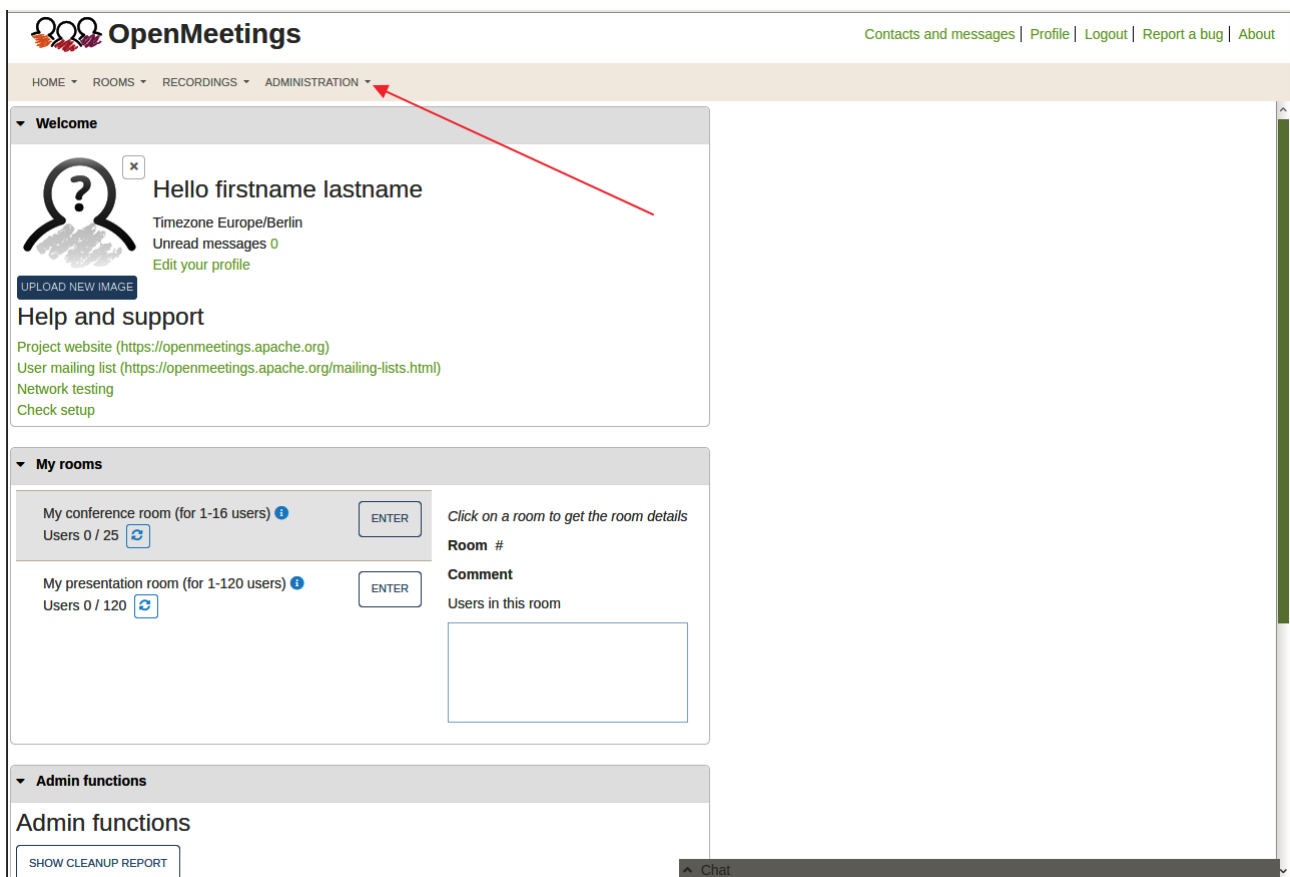 OpenMeetings
Contacts and messages | Profile | Logout | Report a bug | About
HOME ROOMS RECORDINGS ADMINISTRATION
Welcome
Hello firstname lastname
Timezone Europe/Berlin
Unread messages 0
Edit your profile
UPLOAD NEW IMAGE
Help and support
Project website (https://openmeetings.apache.org)
User mailing list (https://openmeetings.apache.org/mailing-lists.html)
Network testing
Check setup
My rooms
My conference room (for 1-16 users)
Users 0 / 25
ENTER
My presentation room (for 1-120 users)
Users 0 / 120
ENTER
Click on a room to get the room details
Room #
Comment
Users in this room
Admin functions
Admin functions
SHOW CLEANUP REPORT
Chat